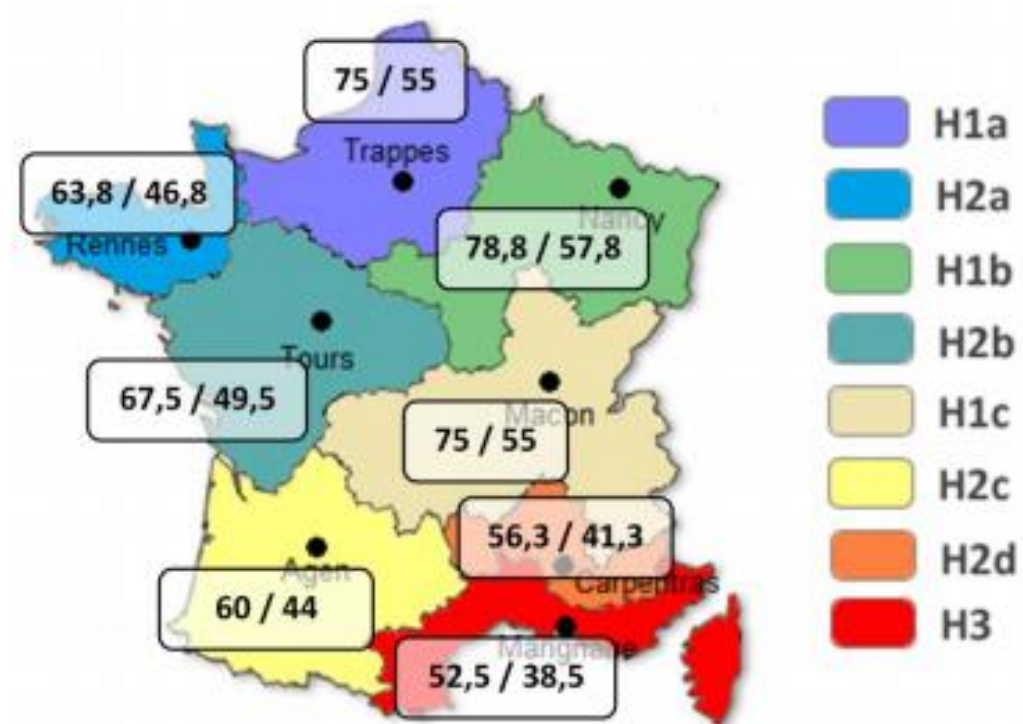 75 / 55
Trappes
63,8 / 46,8
Rennes
Nancy
78,8 / 57,8
Tours
67,5 / 49,5
Macon
75 / 55
56,3 / 41,3
Carpentras
Agen
60 / 44
Marignane
52,5 / 38,5
H1a
H2a
H1b
H2b
H1c
H2c
H2d
H3